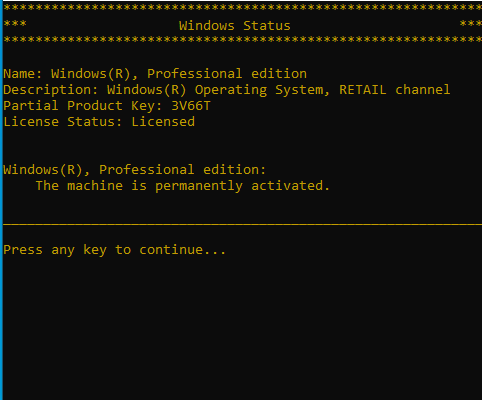 ************************************************************
*** Windows Status ***
************************************************************
Name: Windows(R), Professional edition
Description: Windows(R) Operating System, RETAIL channel
Partial Product Key: 3V66T
License Status: Licensed
Windows(R), Professional edition:
The machine is permanently activated.
____________________________________________________________
Press any key to continue...